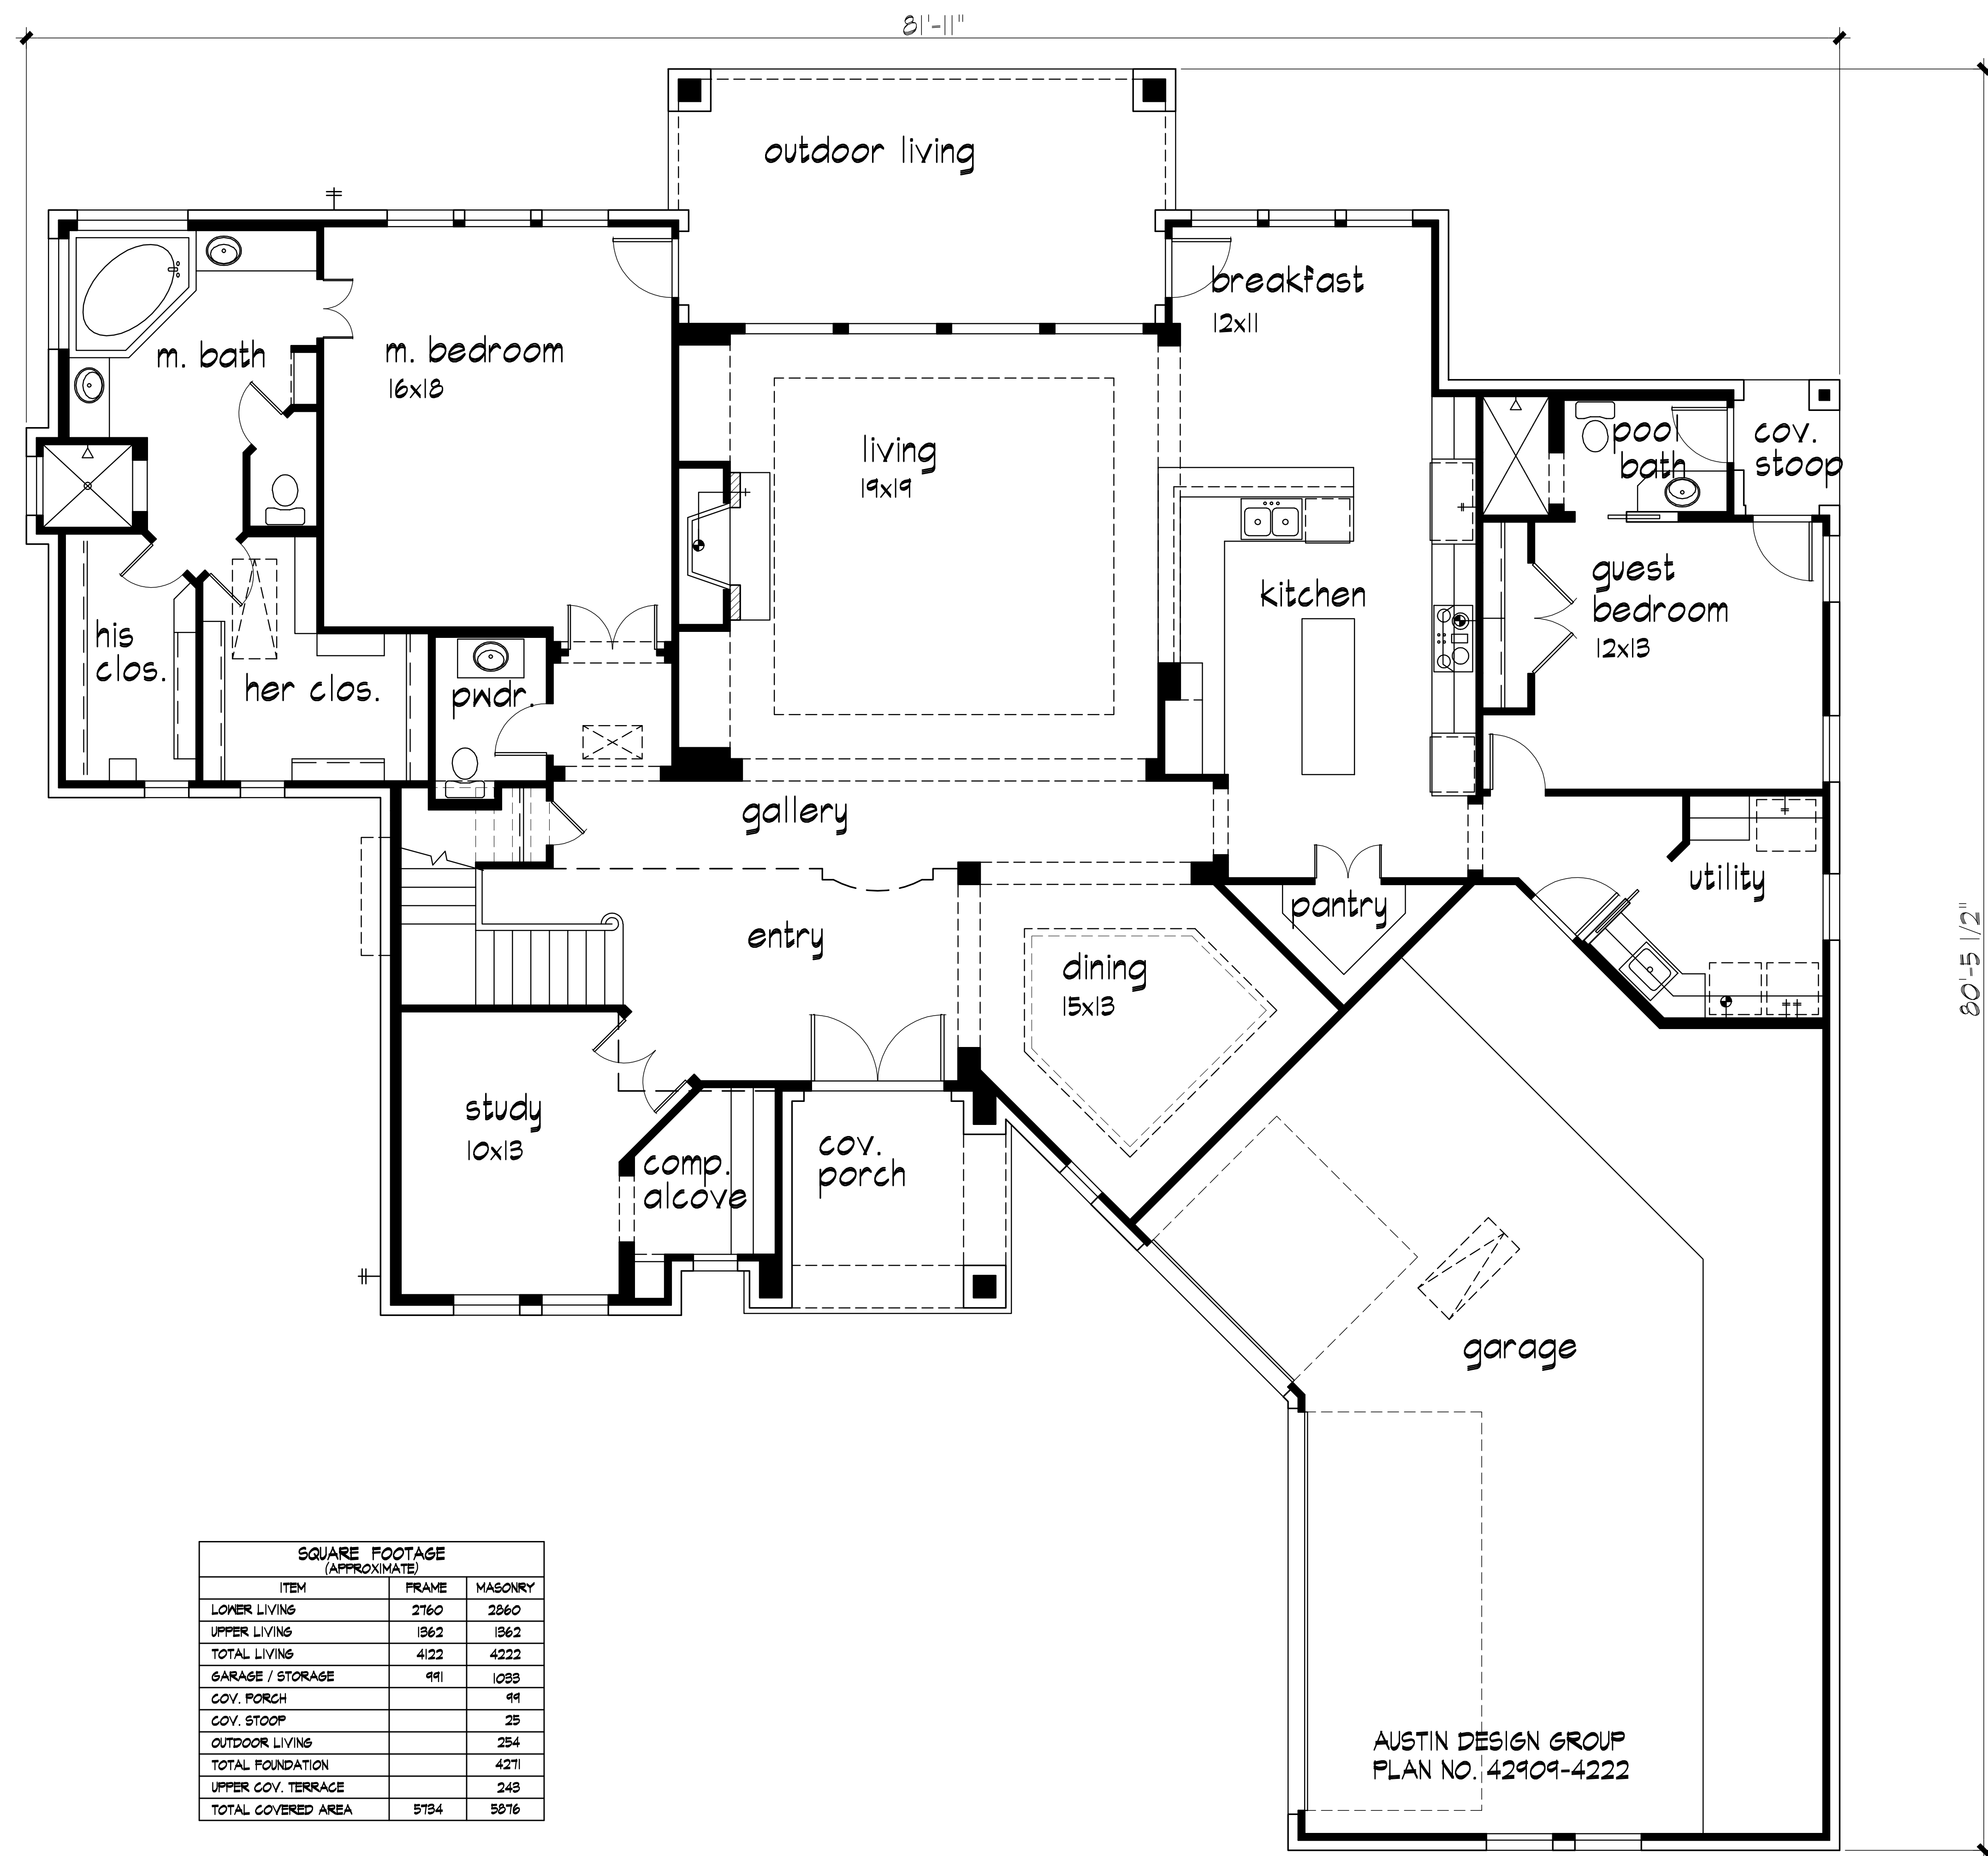 81'-11"
outdoor living
breakfast
12x11
m. bath
m. bedroom
16x18
living
19x19
pool
bath
cov.
stoop
kitchen
guest
bedroom
12x13
his
clos.
her clos.
pwdr.
gallery
utility
pantry
entry
dining
15x13
80'-5 1/2"
study
10x13
comp.
alcove
cov.
porch
garage
SQUARE FOOTAGE
(APPROXIMATE)
ITEM FRAME MASONRY
LOWER LIVING 2760 2860
UPPER LIVING 1362 1362
TOTAL LIVING 4122 4222
GARAGE / STORAGE 991 1033
COV. PORCH 99
COV. STOOP 25
OUTDOOR LIVING 254
TOTAL FOUNDATION 4271
UPPER COV. TERRACE 243
TOTAL COVERED AREA 5734 5876
AUSTIN DESIGN GROUP
PLAN NO. 42909-4222